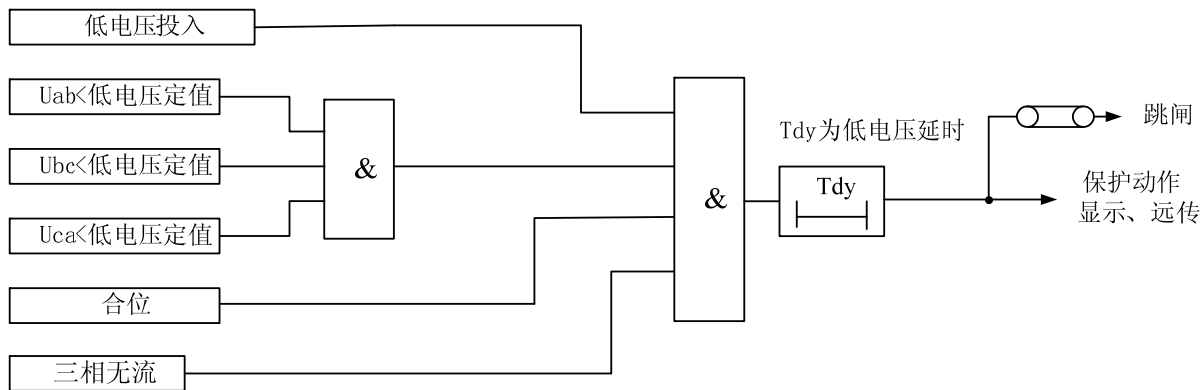 低电压投入
Uab<低电压定值
Ubc<低电压定值
Uca<低电压定值
合位
三相无流
&
&
Tdy为低电压延时
Tdy
跳闸
保护动作
显示、远传